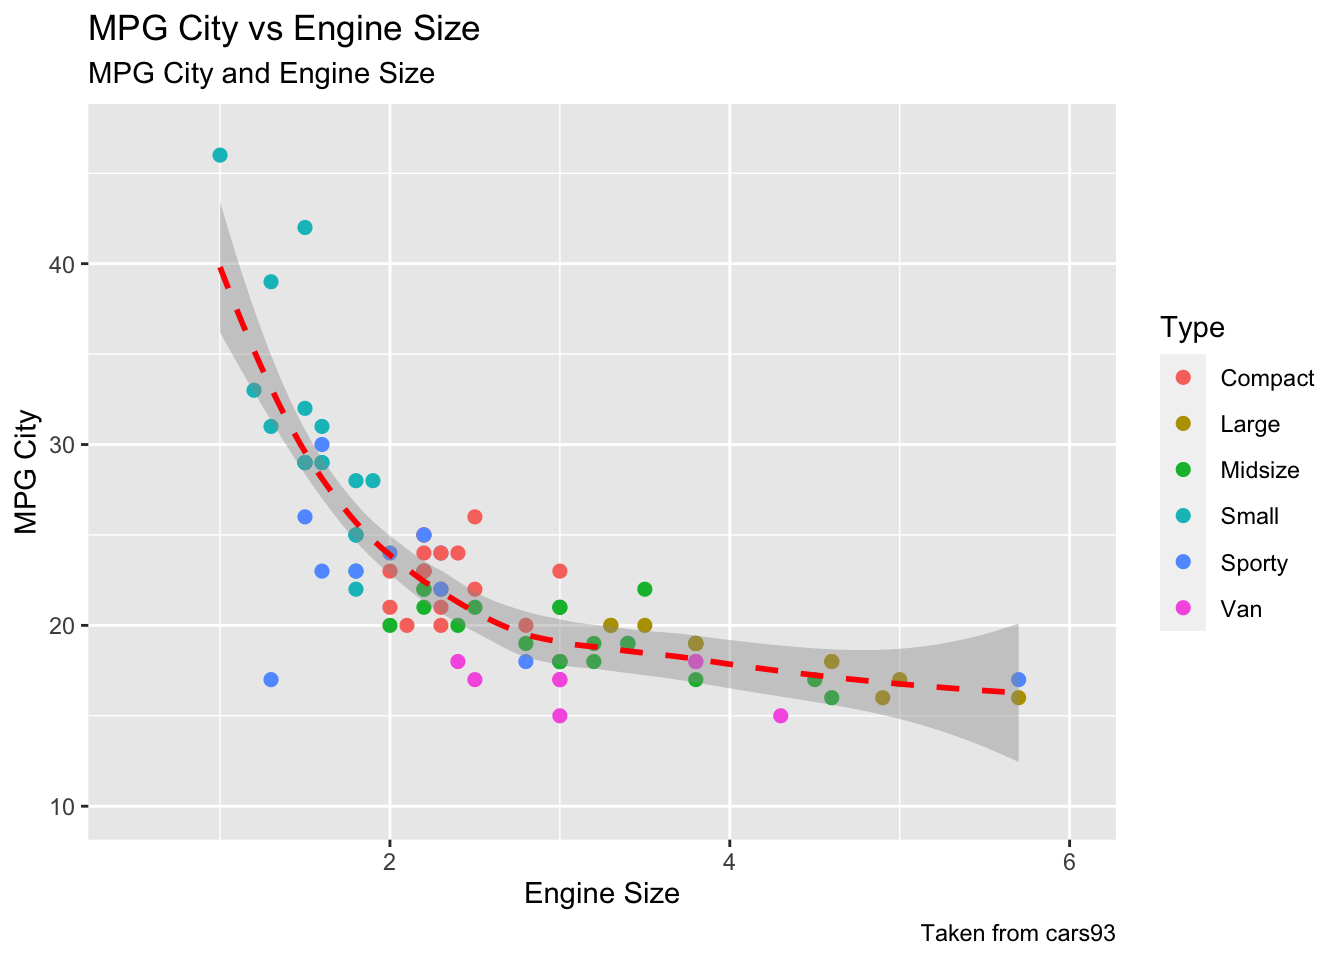 MPG City vs Engine Size
MPG City and Engine Size
MPG City
40
30
20
10
2
4
6
Engine Size
Type
Compact
Large
Midsize
Small
Sporty
Van
Taken from cars93